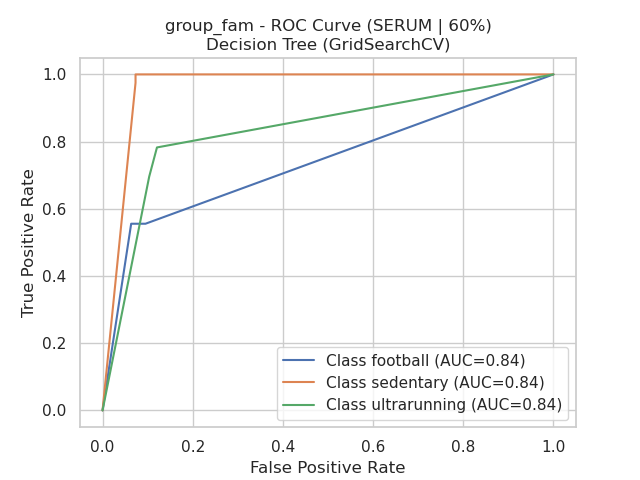 group_fam - ROC Curve (SERUM | 60%)
Decision Tree (GridSearchCV)
True Positive Rate
1.0
0.8
0.6
0.4
0.2
0.0
Class football (AUC=0.84)
Class sedentary (AUC=0.84)
Class ultrarunning (AUC=0.84)
0.0 0.2 0.4 0.6 0.8 1.0
False Positive Rate